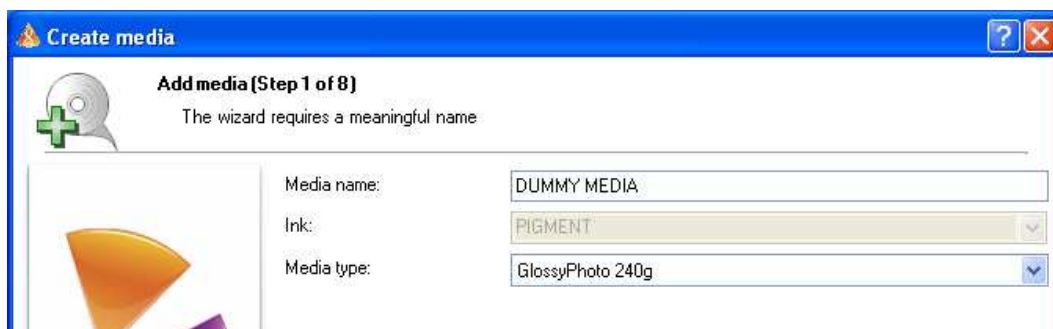 Create media
Add media (Step 1 of 8)
The wizard requires a meaningful name
Media name: DUMMY MEDIA
Ink: PIGMENT
Media type: GlossyPhoto 240g